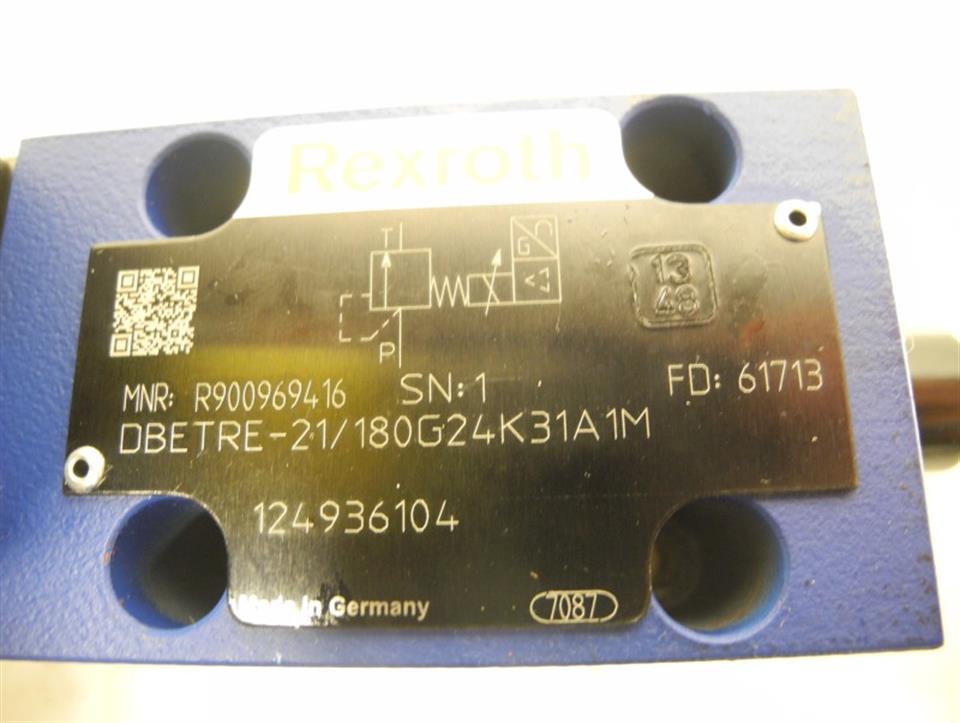 Rexroth
T
G
13
48
P
MNR: R900969416 SN:1 FD: 61713
DBETRE-21/180G24K31A1M
124936104
Made in Germany 7087